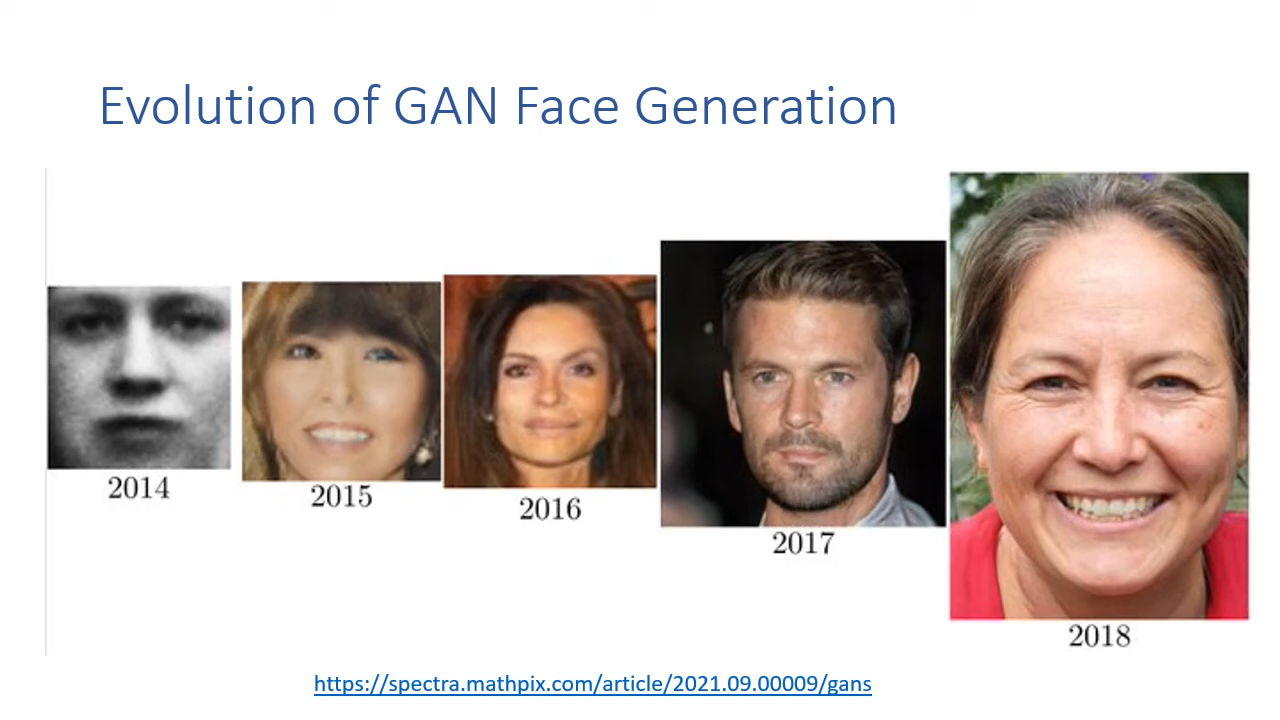 Evolution of GAN Face Generation
2014
2015
2016
2017
2018
https://spectra.mathpix.com/article/2021.09.00009/gans